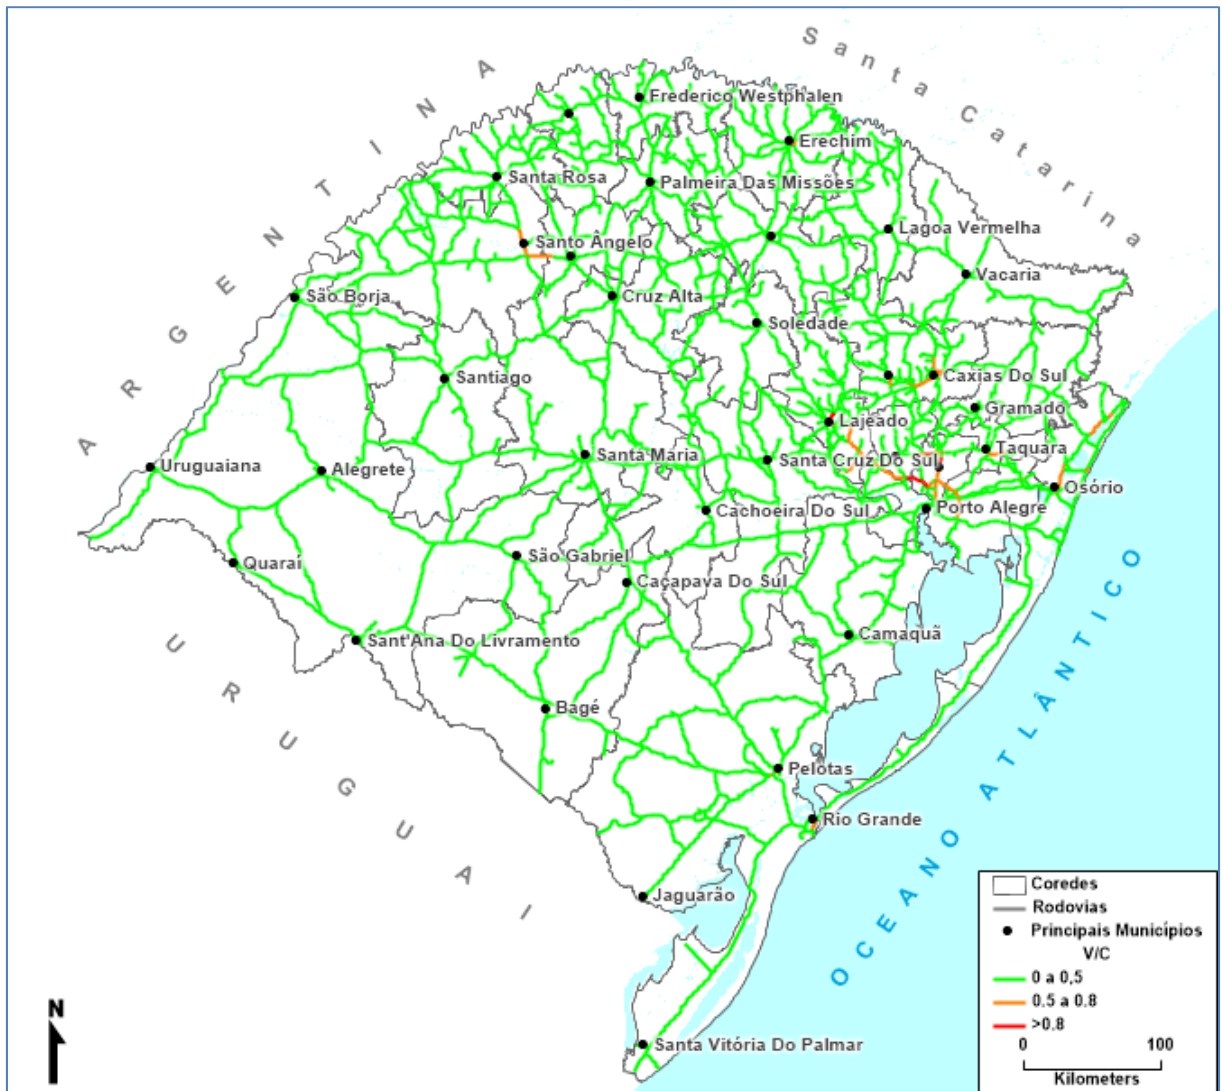 Santa Catarina
ARGENTINA
Frederico Westphalen
Erechim
Santa Rosa
Palmeira Das Missões
Lagoa Vermelha
Santo Ângelo
Vacaria
São Borja
Cruz Alta
Soledade
Santiago
Caxias Do Sul
Gramado
Lajeado
Taquara
Santa Maria
Santa Cruz Do Sul
Uruguaiana
Alegrete
Osório
Cachoeira Do Sul
Porto Alegre
São Gabriel
Quaraí
Caçapava Do Sul
Camaquã
Sant'Ana Do Livramento
URUGUAI
Bagé
Pelotas
Rio Grande
OCEANO ATLÂNTICO
Jaguarão
Santa Vitória Do Palmar
N
Coredes
Rodovias
Principais Municípios
V/C
0 a 0,5
0.5 a 0.8
>0.8
0 100
Kilometers